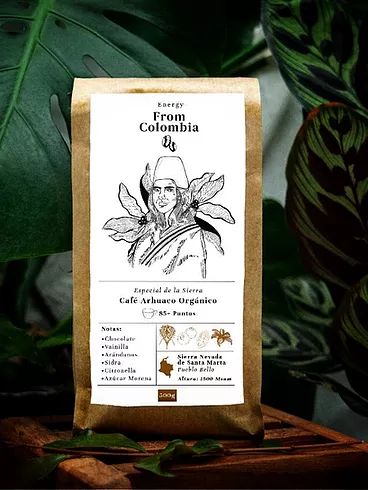 Energy
From
Colombia
Especial de la Sierra
Café Arhuaco Orgánico
85+ Puntos
Notas:
•Chocolate
•Vainilla
•Arándanos
•Sidra
•Citronella
•Azúcar Morena
Sierra Nevada
de Santa Marta
Pueblo Bello
Altura: 1500 Msnm
500g